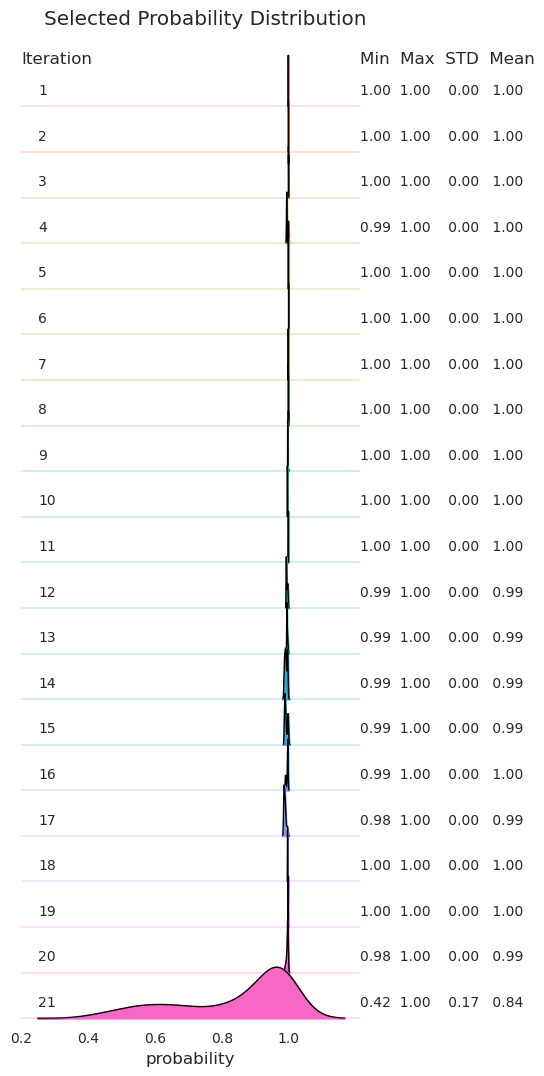 Selected Probability Distribution
Iteration Min Max STD Mean
1 1.00 1.00 0.00 1.00
2 1.00 1.00 0.00 1.00
3 1.00 1.00 0.00 1.00
4 0.99 1.00 0.00 1.00
5 1.00 1.00 0.00 1.00
6 1.00 1.00 0.00 1.00
7 1.00 1.00 0.00 1.00
8 1.00 1.00 0.00 1.00
9 1.00 1.00 0.00 1.00
10 1.00 1.00 0.00 1.00
11 1.00 1.00 0.00 1.00
12 0.99 1.00 0.00 0.99
13 0.99 1.00 0.00 0.99
14 0.99 1.00 0.00 0.99
15 0.99 1.00 0.00 0.99
16 0.99 1.00 0.00 1.00
17 0.98 1.00 0.00 0.99
18 1.00 1.00 0.00 1.00
19 1.00 1.00 0.00 1.00
20 0.98 1.00 0.00 0.99
21 0.42 1.00 0.17 0.84
0.2 0.4 0.6 0.8 1.0
probability